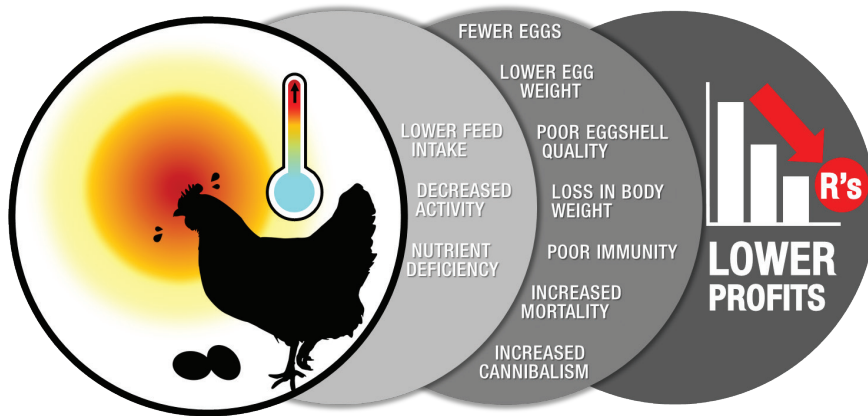 LOWER FEED
INTAKE
DECREASED
ACTIVITY
NUTRIENT
DEFICIENCY
FEWER EGGS
LOWER EGG
WEIGHT
POOR EGGSHELL
QUALITY
LOSS IN BODY
WEIGHT
POOR IMMUNITY
INCREASED
MORTALITY
INCREASED
CANNIBALISM
R's
LOWER
PROFITS